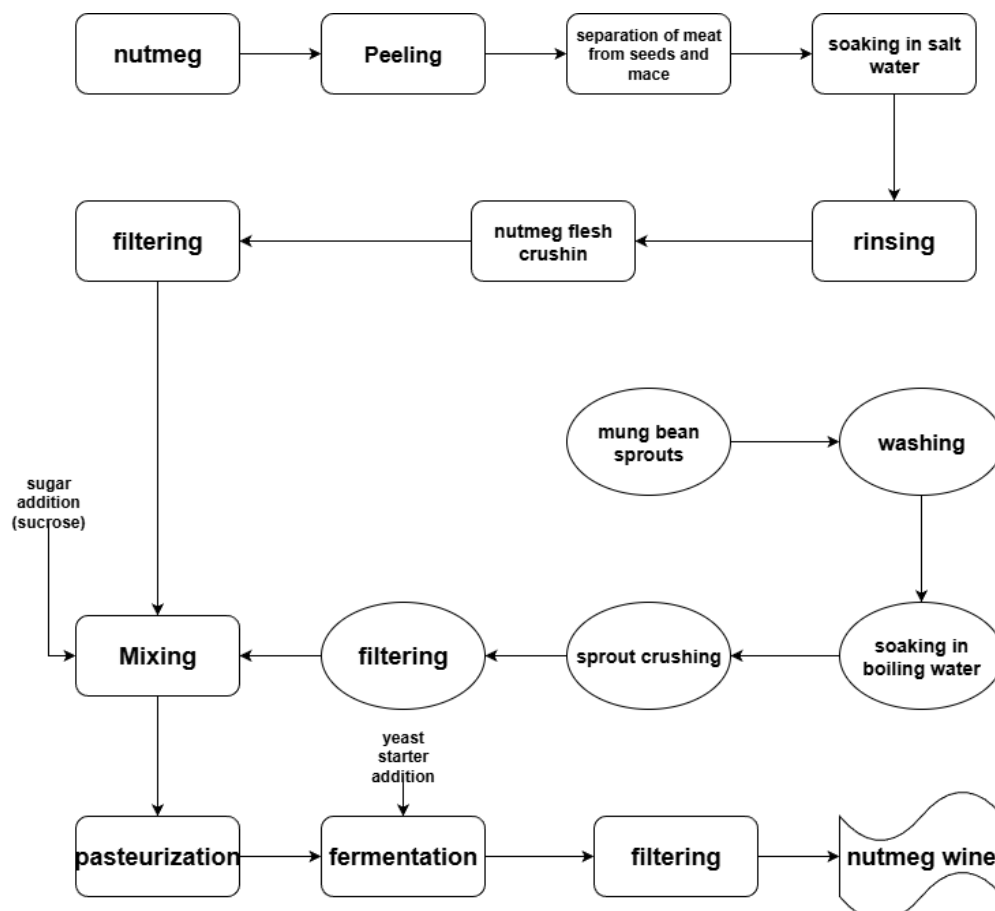 nutmeg
Peeling
separation of meat
from seeds and
mace
soaking in salt
water
filtering
nutmeg flesh
crushin
rinsing
mung bean
sprouts
washing
sugar
addition
(sucrose)
Mixing
filtering
sprout crushing
soaking in
boiling water
yeast
starter
addition
pasteurization
fermentation
filtering
nutmeg wine